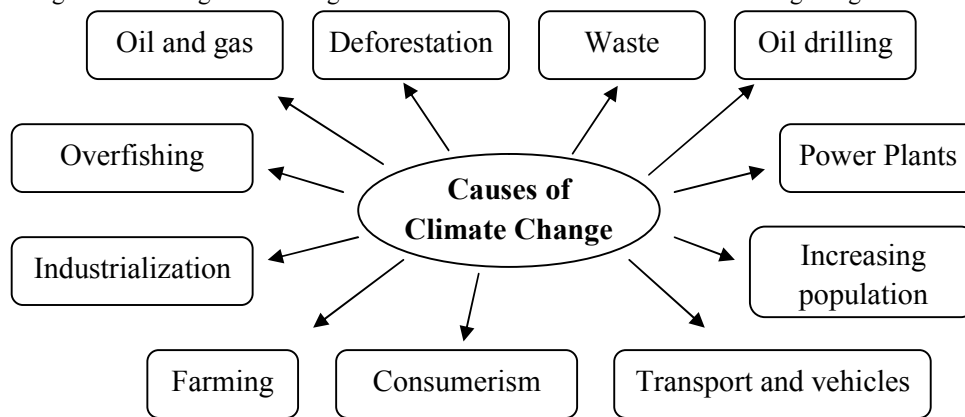 Oil and gas
Deforestation
Waste
Oil drilling
Overfishing
Causes of
Climate Change
Power Plants
Industrialization
Increasing
population
Farming
Consumerism
Transport and vehicles